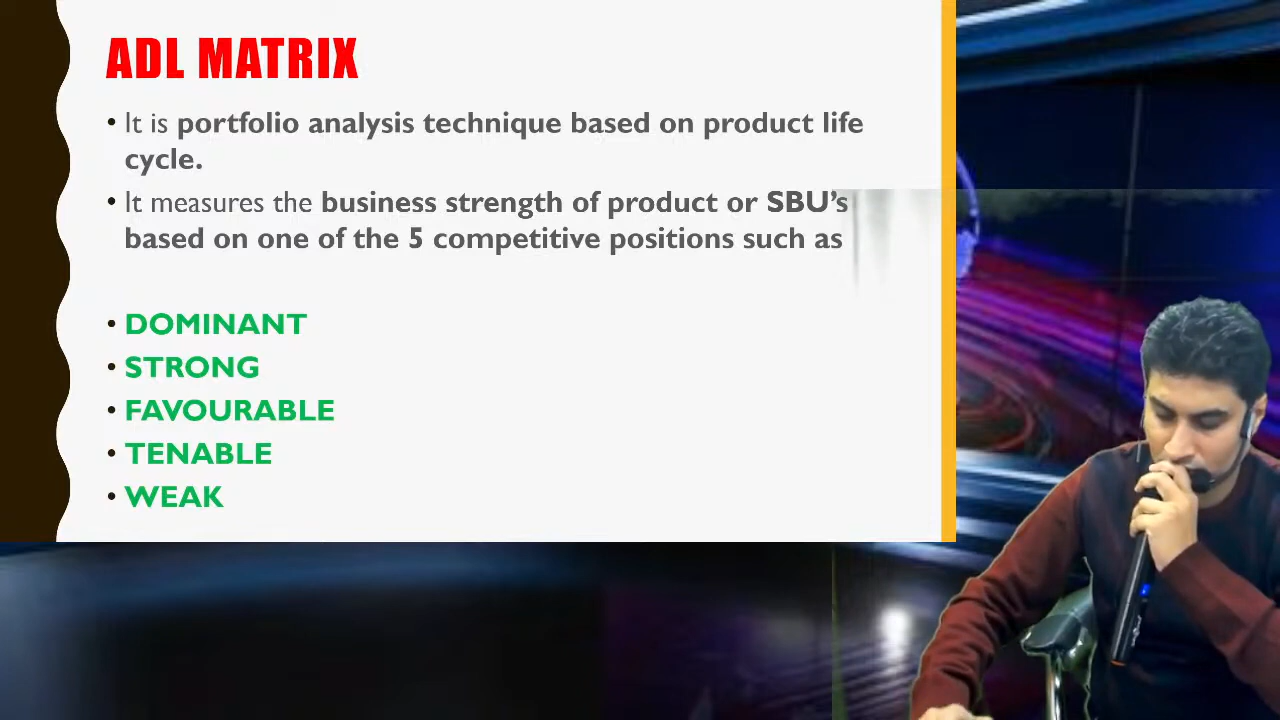 ADL MATRIX
• It is portfolio analysis technique based on product life
cycle.
• It measures the business strength of product or SBU’s
based on one of the 5 competitive positions such as
• DOMINANT
• STRONG
• FAVOURABLE
• TENABLE
• WEAK